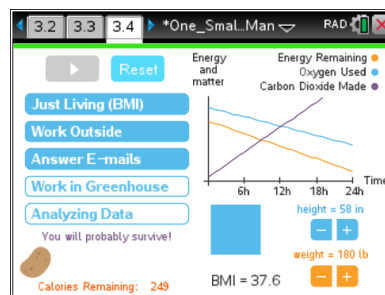 3.2 3.3 3.4 *One_Smal...Man RAD
Reset
Just Living (BMI)
Work Outside
Answer E-mails
Work in Greenhouse
Analyzing Data
You will probably survive!
Calories Remaining: 249
Energy
and
matter
Energy Remaining
Oxygen Used
Carbon Dioxide Made
Time
6h 12h 18h 24h
height = 58 in
- +
weight = 180 lb
- +
BMI = 37.6